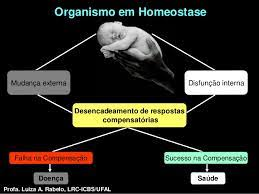 Organismo em Homeostase
Mudança externa
Disfunção interna
Desencadeamento de respostas
compensatórias
Falha na Compensação
Sucesso na Compensação
Doença
Saúde
Profa. Luiza A. Rabelo, LRC-ICBS/UFAL